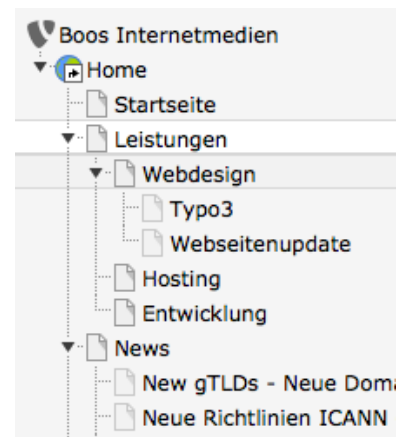 Boos Internetmedien
Home
Startseite
Leistungen
Webdesign
Typo3
Webseitenupdate
Hosting
Entwicklung
News
New gTLDs - Neue Doma
Neue Richtlinien ICANN